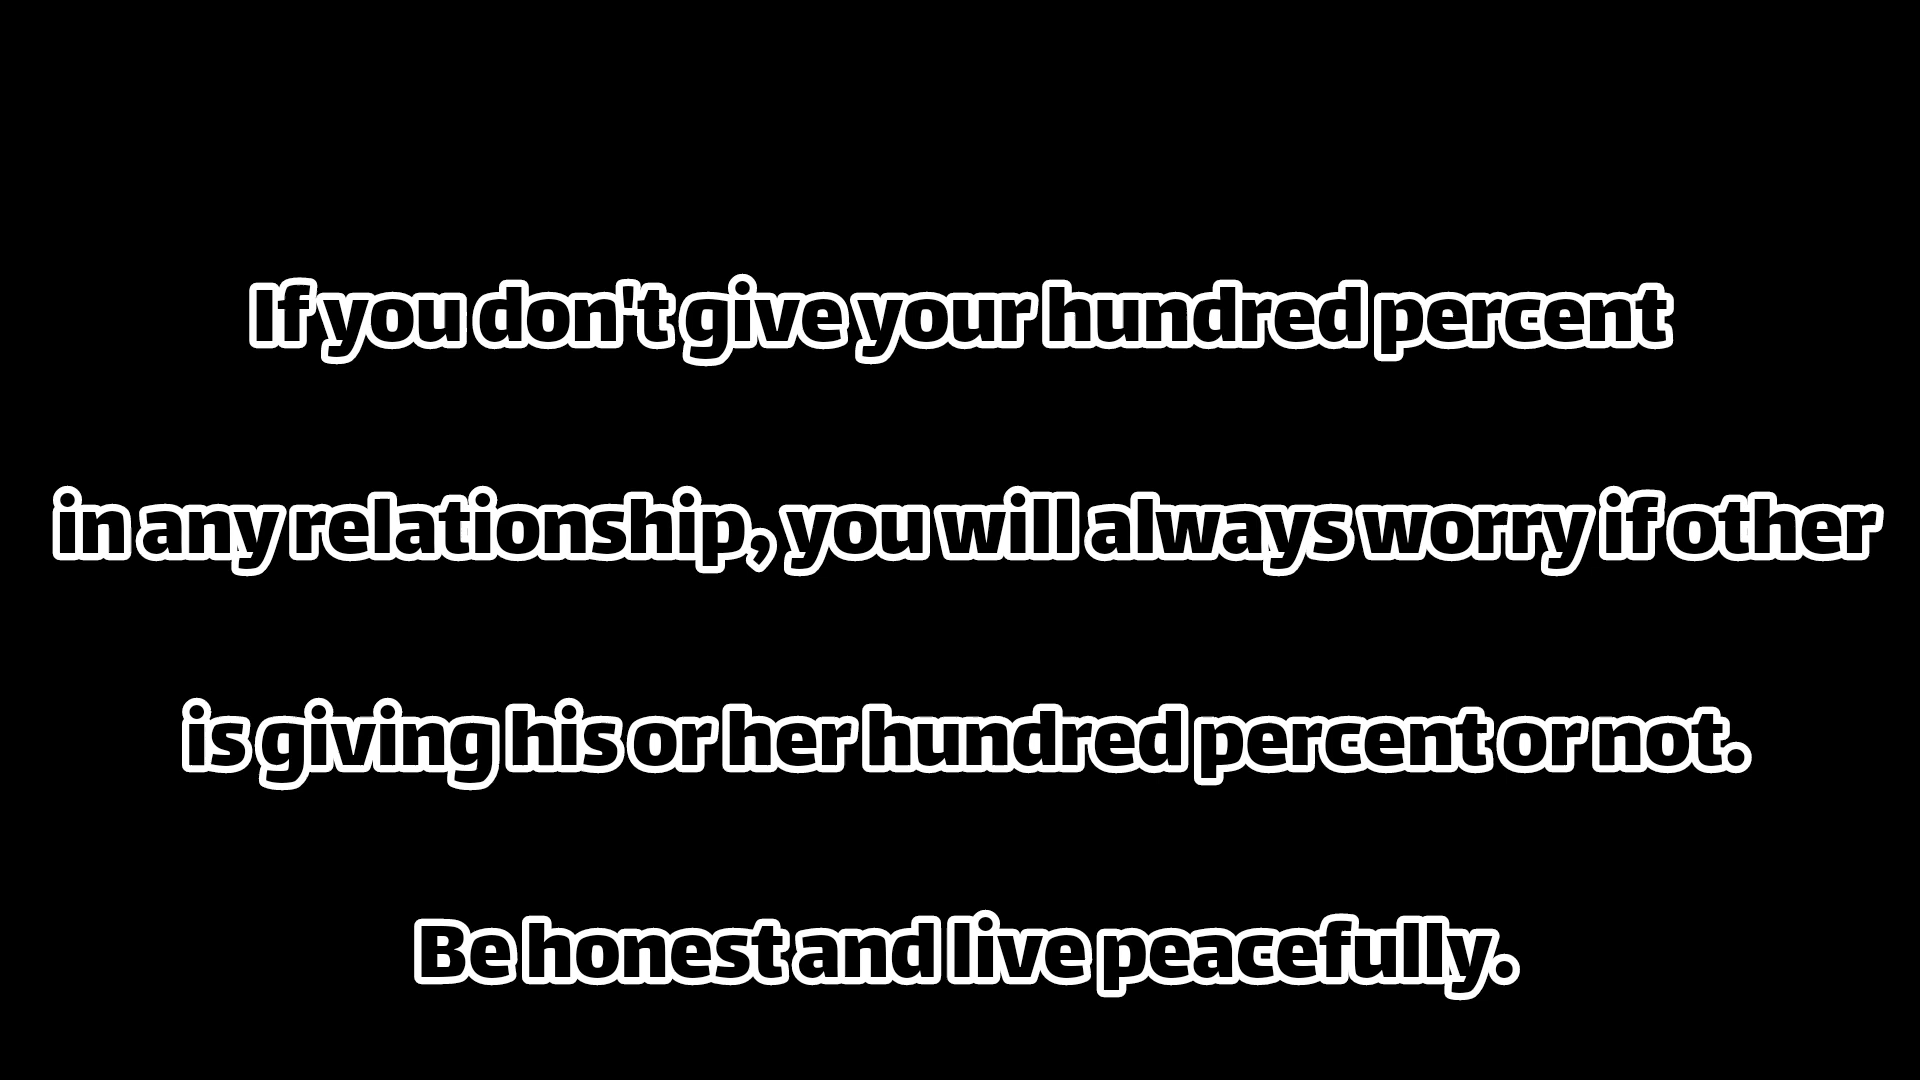 If you don't give your hundred percent
in any relationship, you will always worry if other
is giving his or her hundred percent or not.
Be honest and live peacefully.